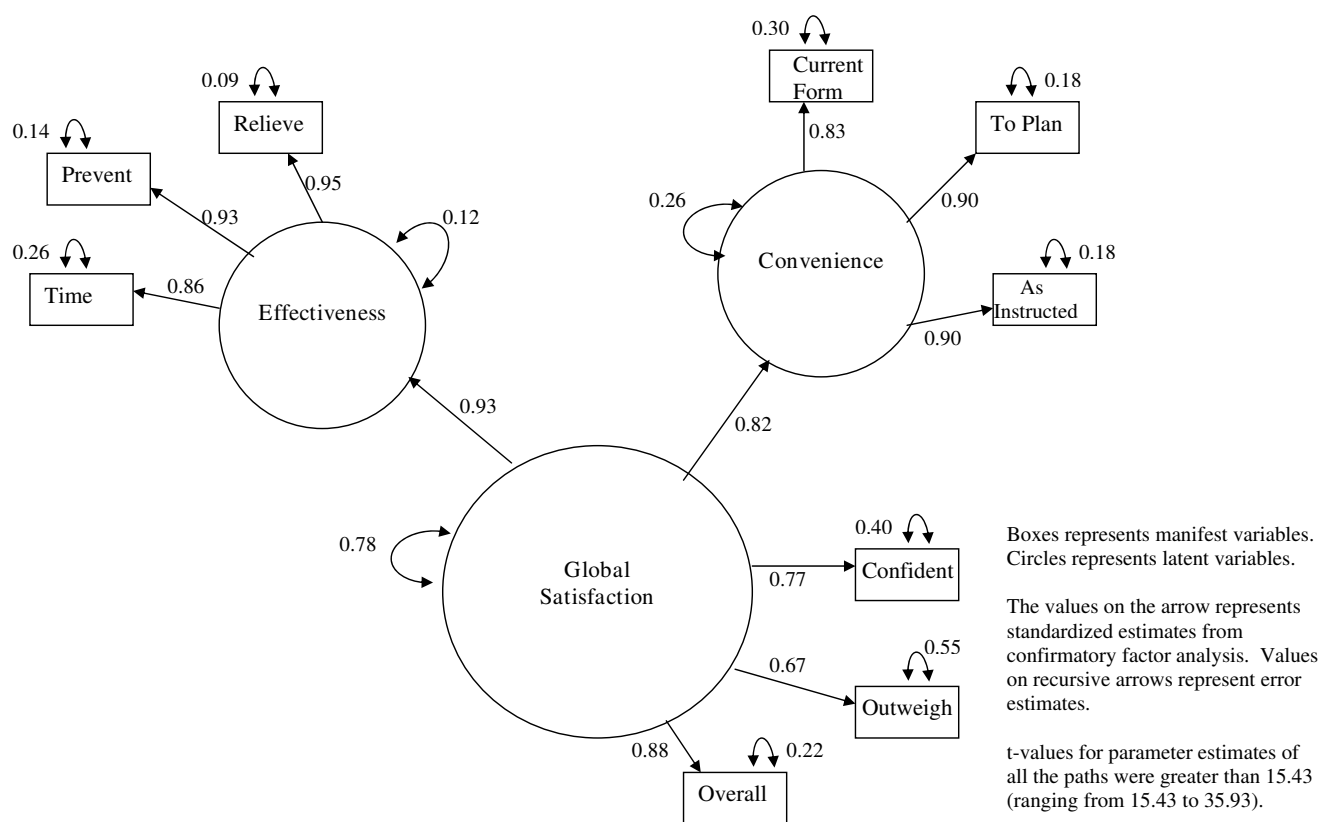 0.30
Current
Form
0.83
0.18
To Plan
0.90
0.09
Relieve
0.95
0.14
Prevent
0.93
0.26
Time
0.86
0.12
Effectiveness
0.26
Convenience
0.18
As
Instructed
0.90
0.93
0.82
0.78
Global
Satisfaction
0.40
Confident
0.77
0.55
Outweigh
0.67
0.88
0.22
Overall
Boxes represents manifest variables.
Circles represents latent variables.
The values on the arrow represents
standardized estimates from
confirmatory factor analysis. Values
on recursive arrows represent error
estimates.
t-values for parameter estimates of
all the paths were greater than 15.43
(ranging from 15.43 to 35.93).